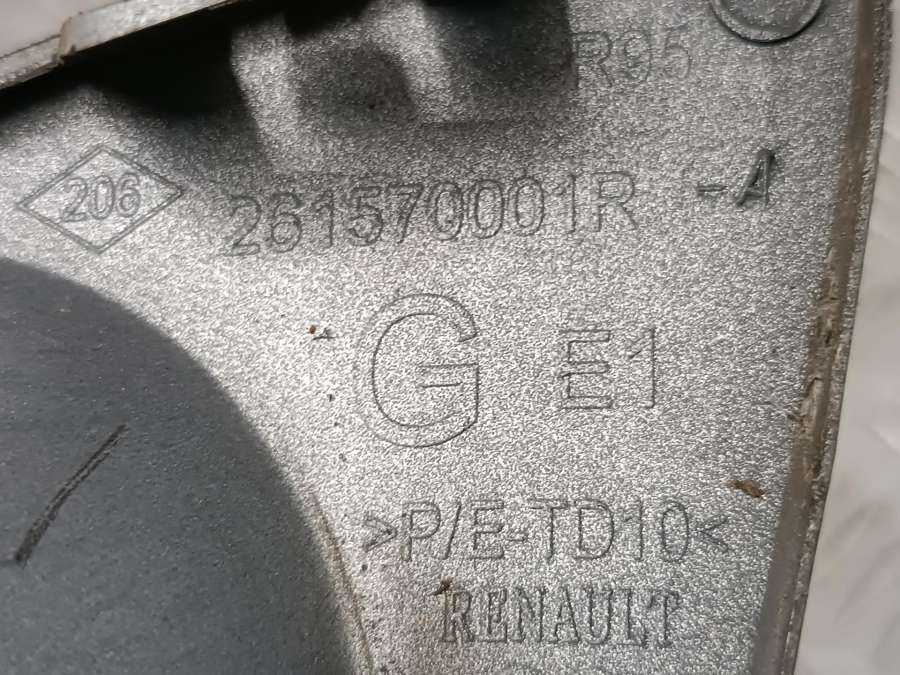 R95
206 261570001R -A
G E1
>P/E-TD10<
RENAULT